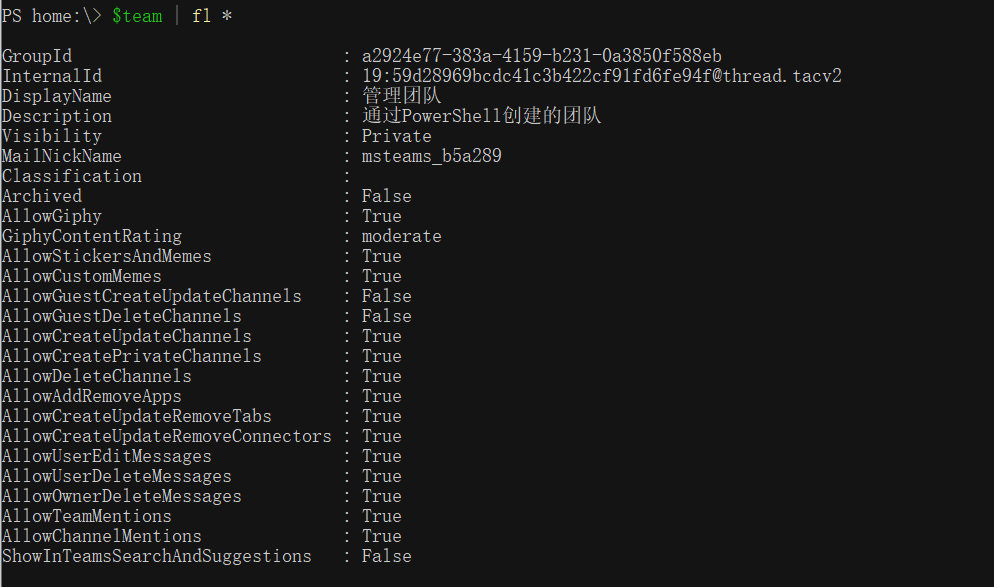 PS home:\> $team | fl *
GroupId : a2924e77-383a-4159-b231-0a3850f588eb
InternalId : 19:59d28969bcdc41c3b422cf91fd6fe94f@thread.tacv2
DisplayName : 管理团队
Description : 通过PowerShell创建的团队
Visibility : Private
MailNickName : msteams_b5a289
Classification :
Archived : False
AllowGiphy : True
GiphyContentRating : moderate
AllowStickersAndMemes : True
AllowCustomMemes : True
AllowGuestCreateUpdateChannels : False
AllowGuestDeleteChannels : False
AllowCreateUpdateChannels : True
AllowCreatePrivateChannels : True
AllowDeleteChannels : True
AllowAddRemoveApps : True
AllowCreateUpdateRemoveTabs : True
AllowCreateUpdateRemoveConnectors : True
AllowUserEditMessages : True
AllowUserDeleteMessages : True
AllowOwnerDeleteMessages : True
AllowTeamMentions : True
AllowChannelMentions : True
ShowInTeamsSearchAndSuggestions : False